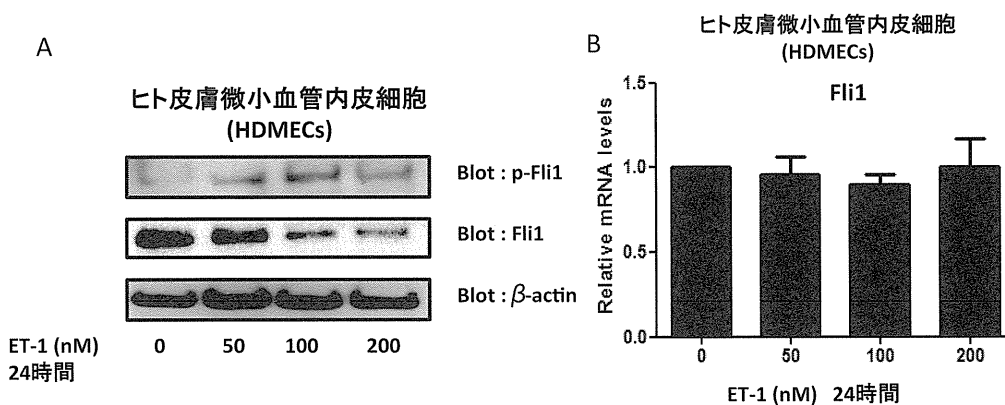 A
ヒト皮膚微小血管内皮細胞
(HDMECs)
Blot : p-Fli1
Blot : Fli1
Blot : β-actin
ET-1 (nM) 0 50 100 200
24時間
B
ヒト皮膚微小血管内皮細胞
(HDMECs)
Fli1
Relative mRNA levels
1.5
1.0
0.5
0.0
0 50 100 200
ET-1 (nM) 24時間